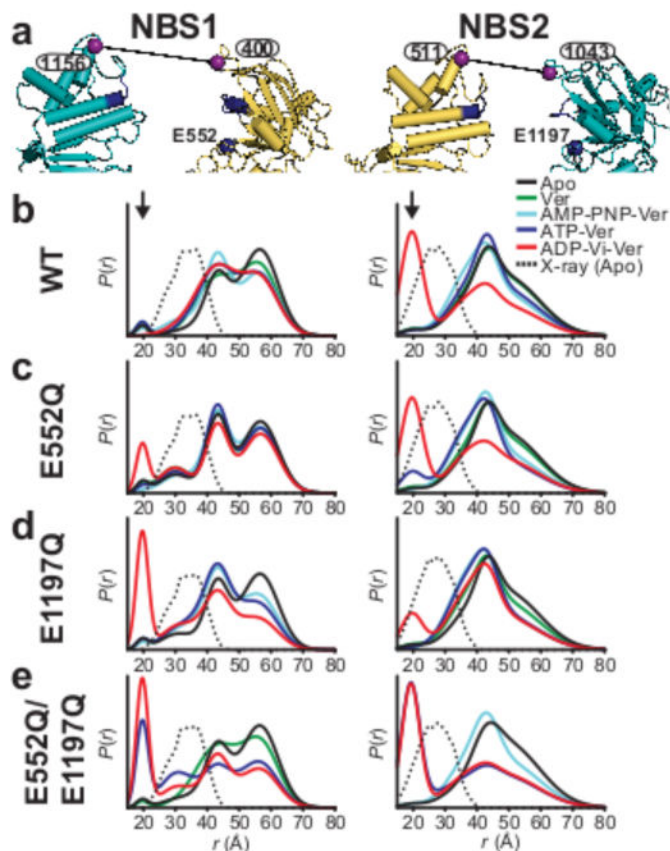 NBS1 NBS2
a
1156 400 511 1043
E552 E1197
Apo
Ver
AMP-PNP-Ver
ATP-Ver
ADP-Vi-Ver
X-ray (Apo)
b
WT
P(r) P(r)
20 30 40 50 60 70 80 20 30 40 50 60 70 80
c
E552Q
P(r) P(r)
20 30 40 50 60 70 80 20 30 40 50 60 70 80
d
E1197Q
P(r) P(r)
20 30 40 50 60 70 80 20 30 40 50 60 70 80
e
E552Q/
E1197Q
P(r) P(r)
20 30 40 50 60 70 80 20 30 40 50 60 70 80
r (Å) r (Å)